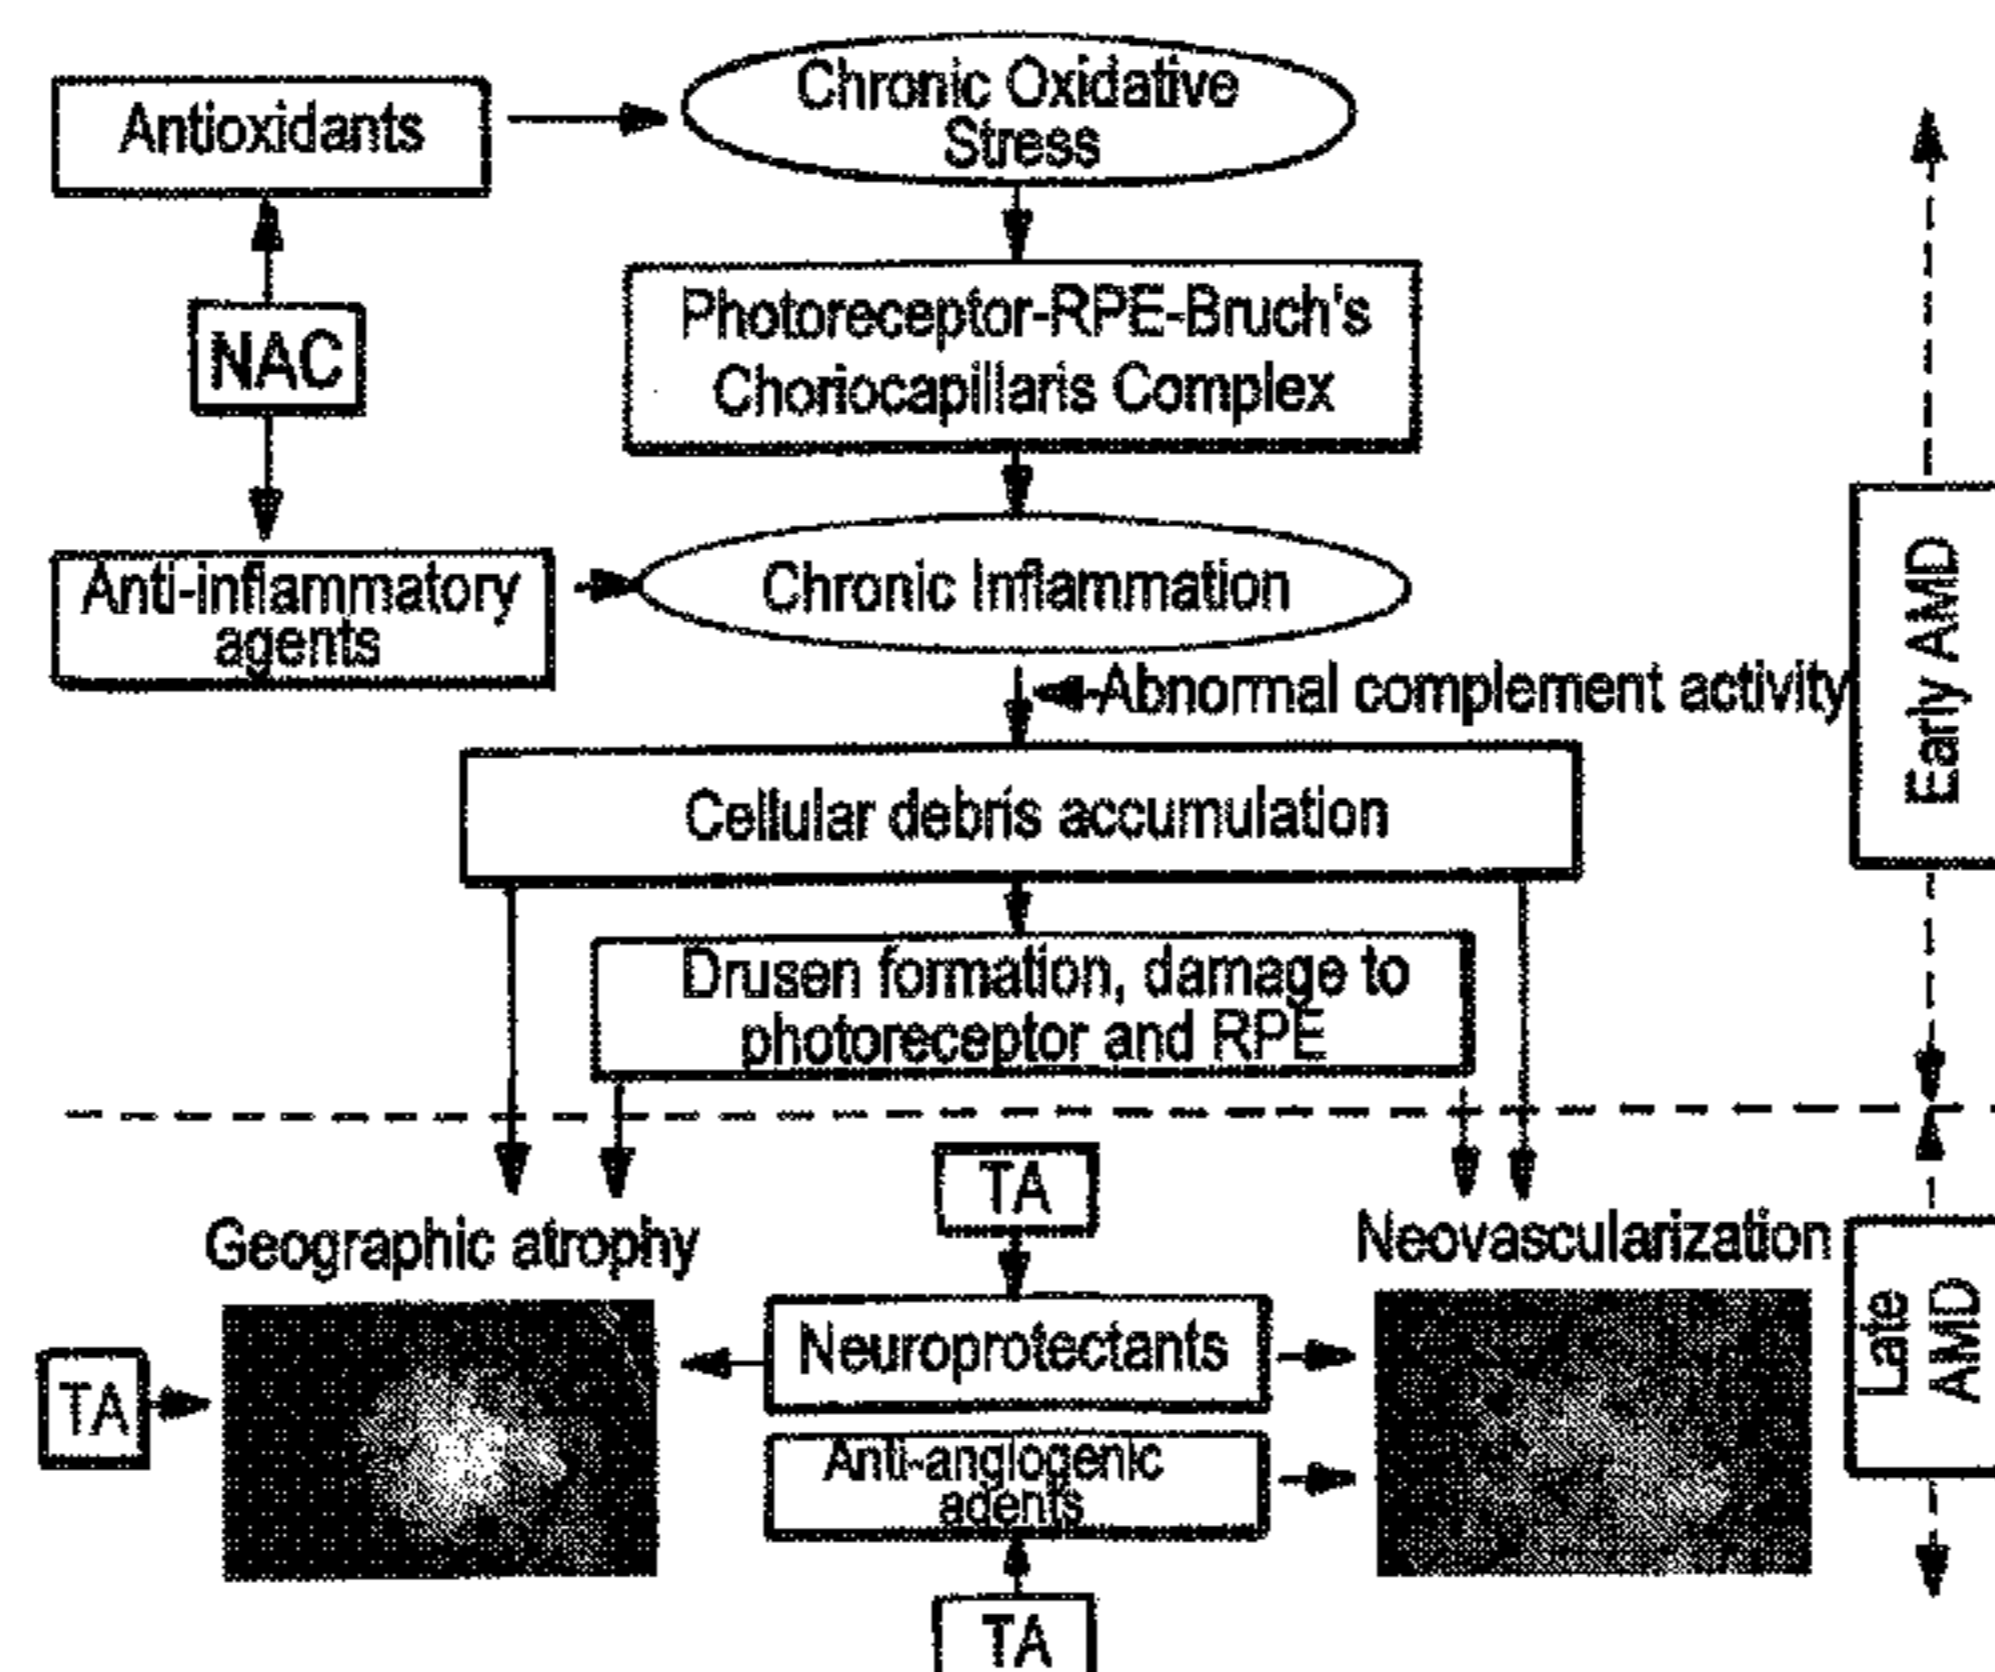 Antioxidants
Chronic Oxidative
Stress
NAC
Photoreceptor-RPE-Bruch's
Choriocapillaris Complex
Anti-inflammatory
agents
Chronic Inflammation
Abnormal complement activity
Early AMD
Cellular debris accumulation
Drusen formation, damage to
photoreceptor and RPE
TA
Geographic atrophy
Neovascularization
Late
AMD
TA
Neuroprotectants
Anti-angiogenic
adents
TA